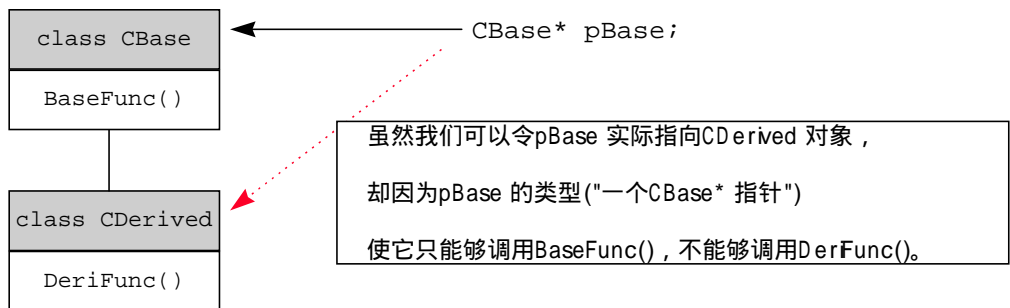 class CBase
CBase* pBase;
BaseFunc()
虽然我们可以令pBase 实际指向CDerived 对象，
却因为pBase 的类型("一个CBase* 指针")
使它只能够调用BaseFunc()，不能够调用DeriFunc()。
class CDerived
DeriFunc()